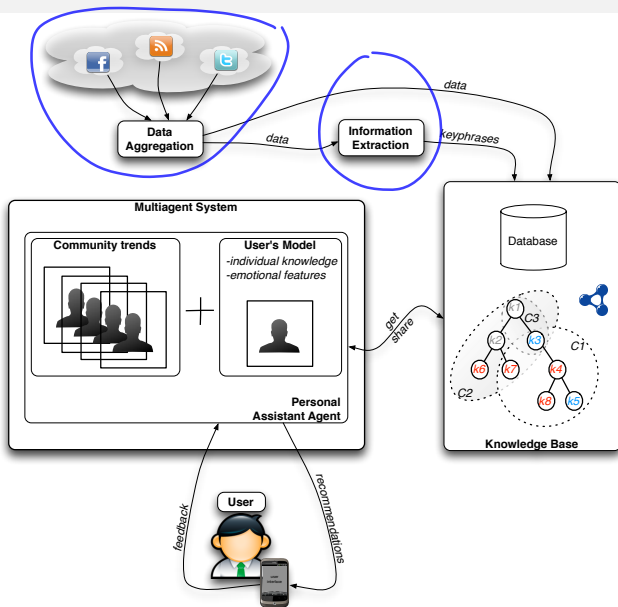 data
Data
Aggregation
data
Information
Extraction
keyphrases
Multiagent System
Community trends
User's Model
-individual knowledge
-emotional features
Personal
Assistant Agent
get
share
Database
k1
C3
k2
k3
C1
k6
k7
k4
C2
k8
k5
Knowledge Base
feedback
recommendations
User